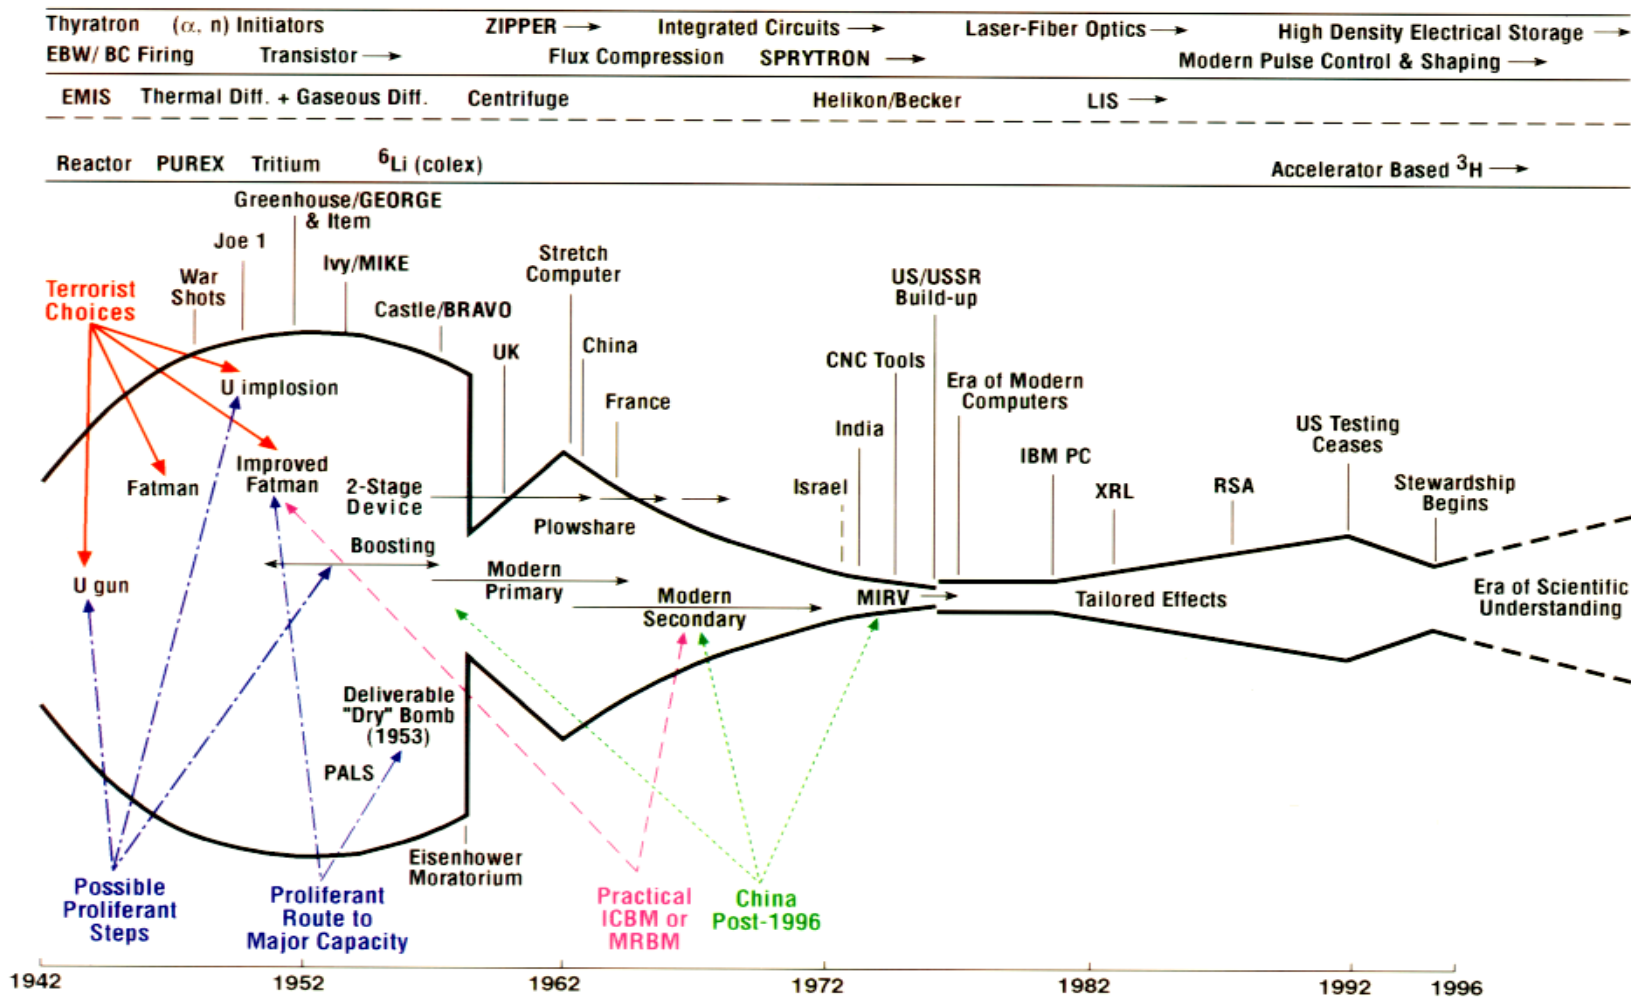 Thyratron (α, n) Initiators ZIPPER → Integrated Circuits → Laser-Fiber Optics → High Density Electrical Storage →
EBW/ BC Firing Transistor → Flux Compression SPRYTRON → Modern Pulse Control & Shaping →
EMIS Thermal Diff. + Gaseous Diff. Centrifuge Helikon/Becker LIS →
Reactor PUREX Tritium ⁶Li (colex) Accelerator Based ³H →
Greenhouse/GEORGE
& Item
Joe 1
War
Shots
Ivy/MIKE
Castle/BRAVO
Terrorist
Choices
UK
Stretch
Computer
China
France
US/USSR
Build-up
CNC Tools
Era of Modern
Computers
India
Israel
IBM PC
XRL
RSA
US Testing
Ceases
Stewardship
Begins
U implosion
Improved
Fatman
Fatman
U gun
2-Stage
Device
Plowshare
Boosting
Modern
Primary
Modern
Secondary
MIRV
Tailored Effects
Era of Scientific
Understanding
Deliverable
"Dry" Bomb
(1953)
PALS
Eisenhower
Moratorium
Possible
Proliferant
Steps
Proliferant
Route to
Major Capacity
Practical
ICBM or
MRBM
China
Post-1996
1942 1952 1962 1972 1982 1992 1996